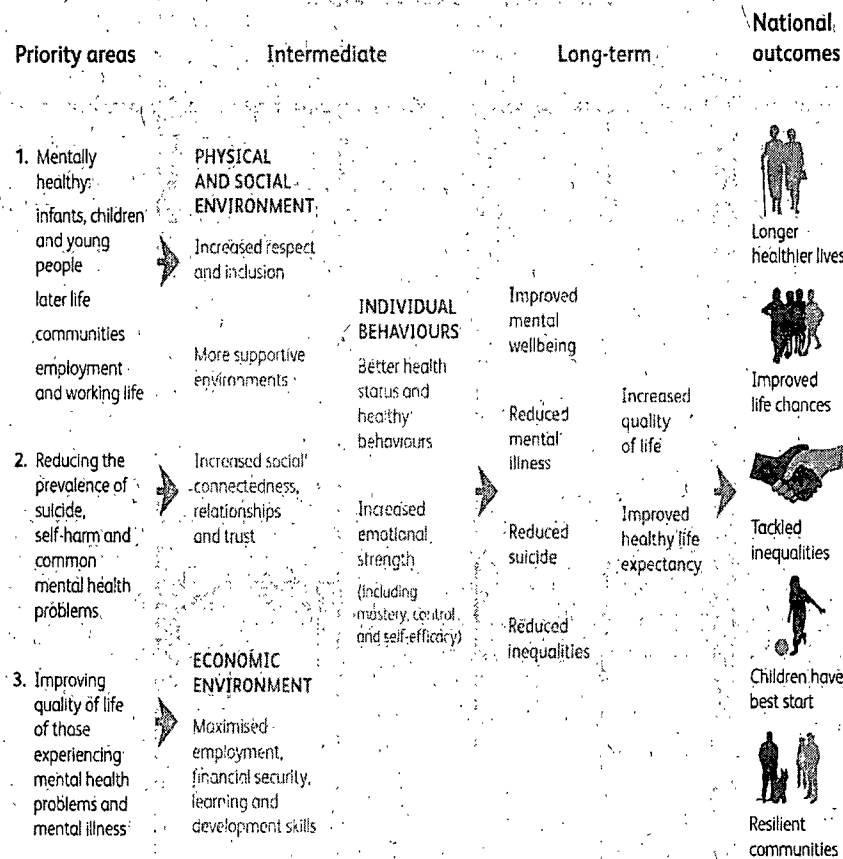 Priority areas
Intermediate
Long-term
National
outcomes
1. Mentally
healthy:
infants, children
and young
people
later life
communities
employment
and working life
2. Reducing the
prevalence of
suicide,
self-harm and
common
mental health
problems
3. Improving
quality of life
of those
experiencing
mental health
problems and
mental illness
PHYSICAL
AND SOCIAL
ENVIRONMENT
Increased respect
and inclusion
More supportive
environments
Increased social
connectedness,
relationships
and trust
ECONOMIC
ENVIRONMENT
Maximised
employment,
financial security,
learning and
development skills
INDIVIDUAL
BEHAVIOURS
Better health
status and
healthy
behaviours
Increased
emotional
strength
(including
mastery, control
and self-efficacy)
Improved
mental
wellbeing
Reduced
mental
illness
Reduced
suicide
Reduced
inequalities
Increased
quality
of life
Improved
healthy life
expectancy
Longer
healthier lives
Improved
life chances
Tackled
inequalities
Children have
best start
Resilient
communities